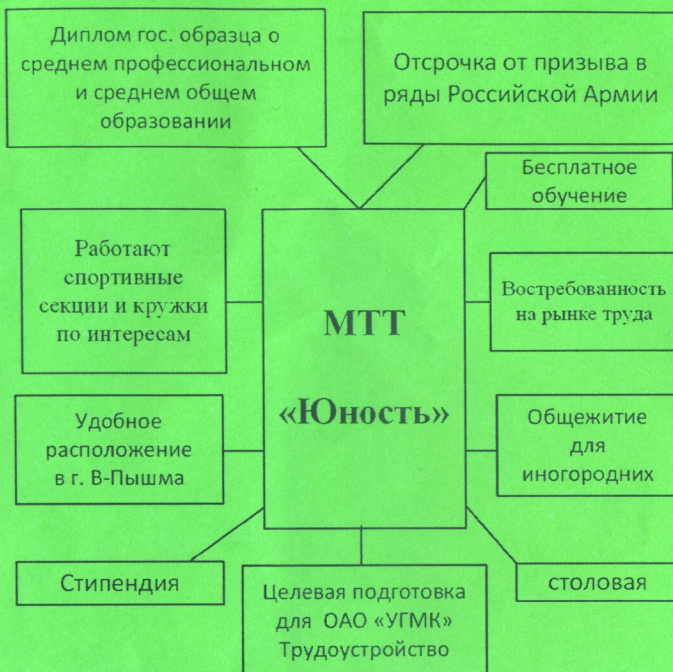 Диплом гос. образца о
среднем профессиональном
и среднем общем
образовании
Отсрочка от призыва в
ряды Российской Армии
Бесплатное
обучение
Работают
спортивные
секции и кружки
по интересам
МТТ
«Юность»
Востребованность
на рынке труда
Удобное
расположение
в г. В-Пышма
Общежитие
для
иногородних
Стипендия
Целевая подготовка
для ОАО «УГМК»
Трудоустройство
столовая